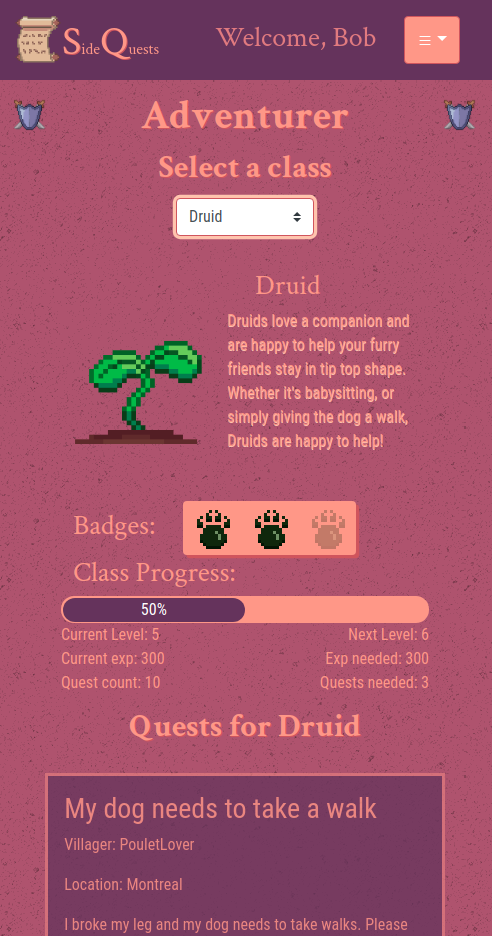 SideQuests
Welcome, Bob
Adventurer
Select a class
Druid
Druid
Druids love a companion and
are happy to help your furry
friends stay in tip top shape.
Whether it's babysitting, or
simply giving the dog a walk,
Druids are happy to help!
Badges:
Class Progress:
50%
Current Level: 5
Next Level: 6
Current exp: 300
Exp needed: 300
Quest count: 10
Quests needed: 3
Quests for Druid
My dog needs to take a walk
Villager: PouletLover
Location: Montreal
I broke my leg and my dog needs to take walks. Please